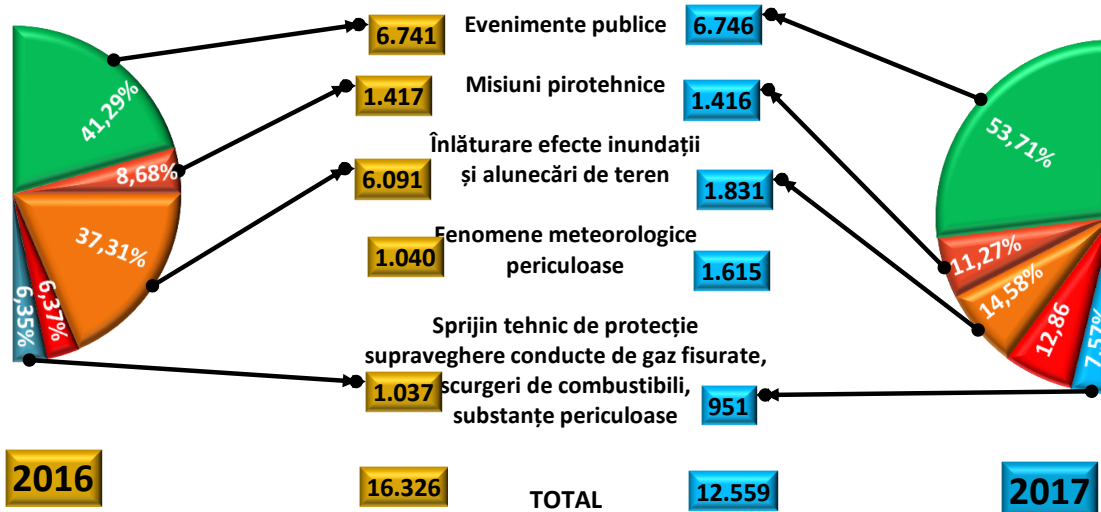 6.741 Evenimente publice 6.746
1.417 Misiuni pirotehnice 1.416
Înlăturare efecte inundații
6.091 și alunecări de teren 1.831
1.040 Fenomene meteorologice 1.615
periculoase
Sprijin tehnic de protecție
supraveghere conducte de gaz fisurate,
1.037 scurgeri de combustibili, 951
substanțe periculoase
16.326 TOTAL 12.559
2016
41,29%
8,68%
37,31%
6,37%
6,35%
2017
53,71%
11,27%
14,58%
12,86
7,57%